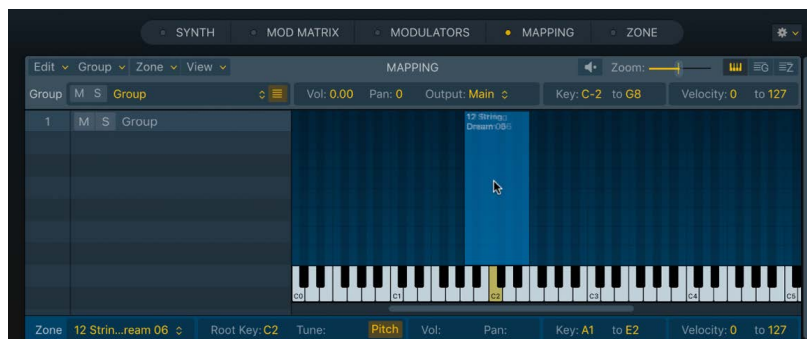 SYNTH MOD MATRIX MODULATORS MAPPING ZONE
Edit Group Zone View MAPPING Zoom: G Z
Group M S Group Vol: 0.00 Pan: 0 Output: Main Key: C-2 to G8 Velocity: 0 to 127
1 M S Group
12 String
Dream 06
C0 C1 C2 C3 C4 C5
Zone 12 Strin...ream 06 Root Key: C2 Tune: Pitch Vol: Pan: Key: A1 to E2 Velocity: 0 to 127